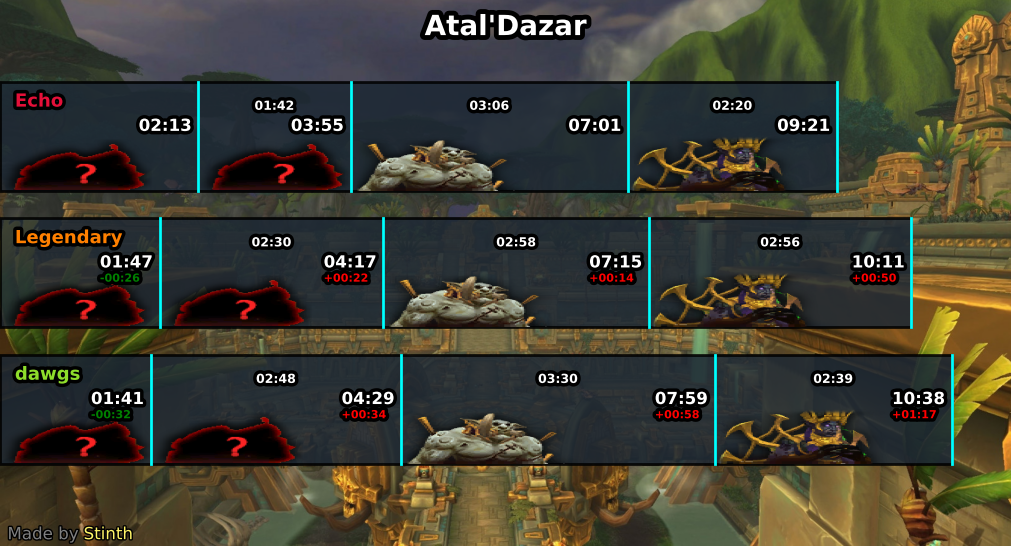 Atal'Dazar
Echo
01:42 03:06 02:20
02:13 03:55 07:01 09:21
? ?
Legendary
02:30 02:58 02:56
01:47 04:17 07:15 10:11
-00:26 +00:22 +00:14 +00:50
? ?
dawgs
02:48 03:30 02:39
01:41 04:29 07:59 10:38
-00:32 +00:34 +00:58 +01:17
? ?
Made by Stinth